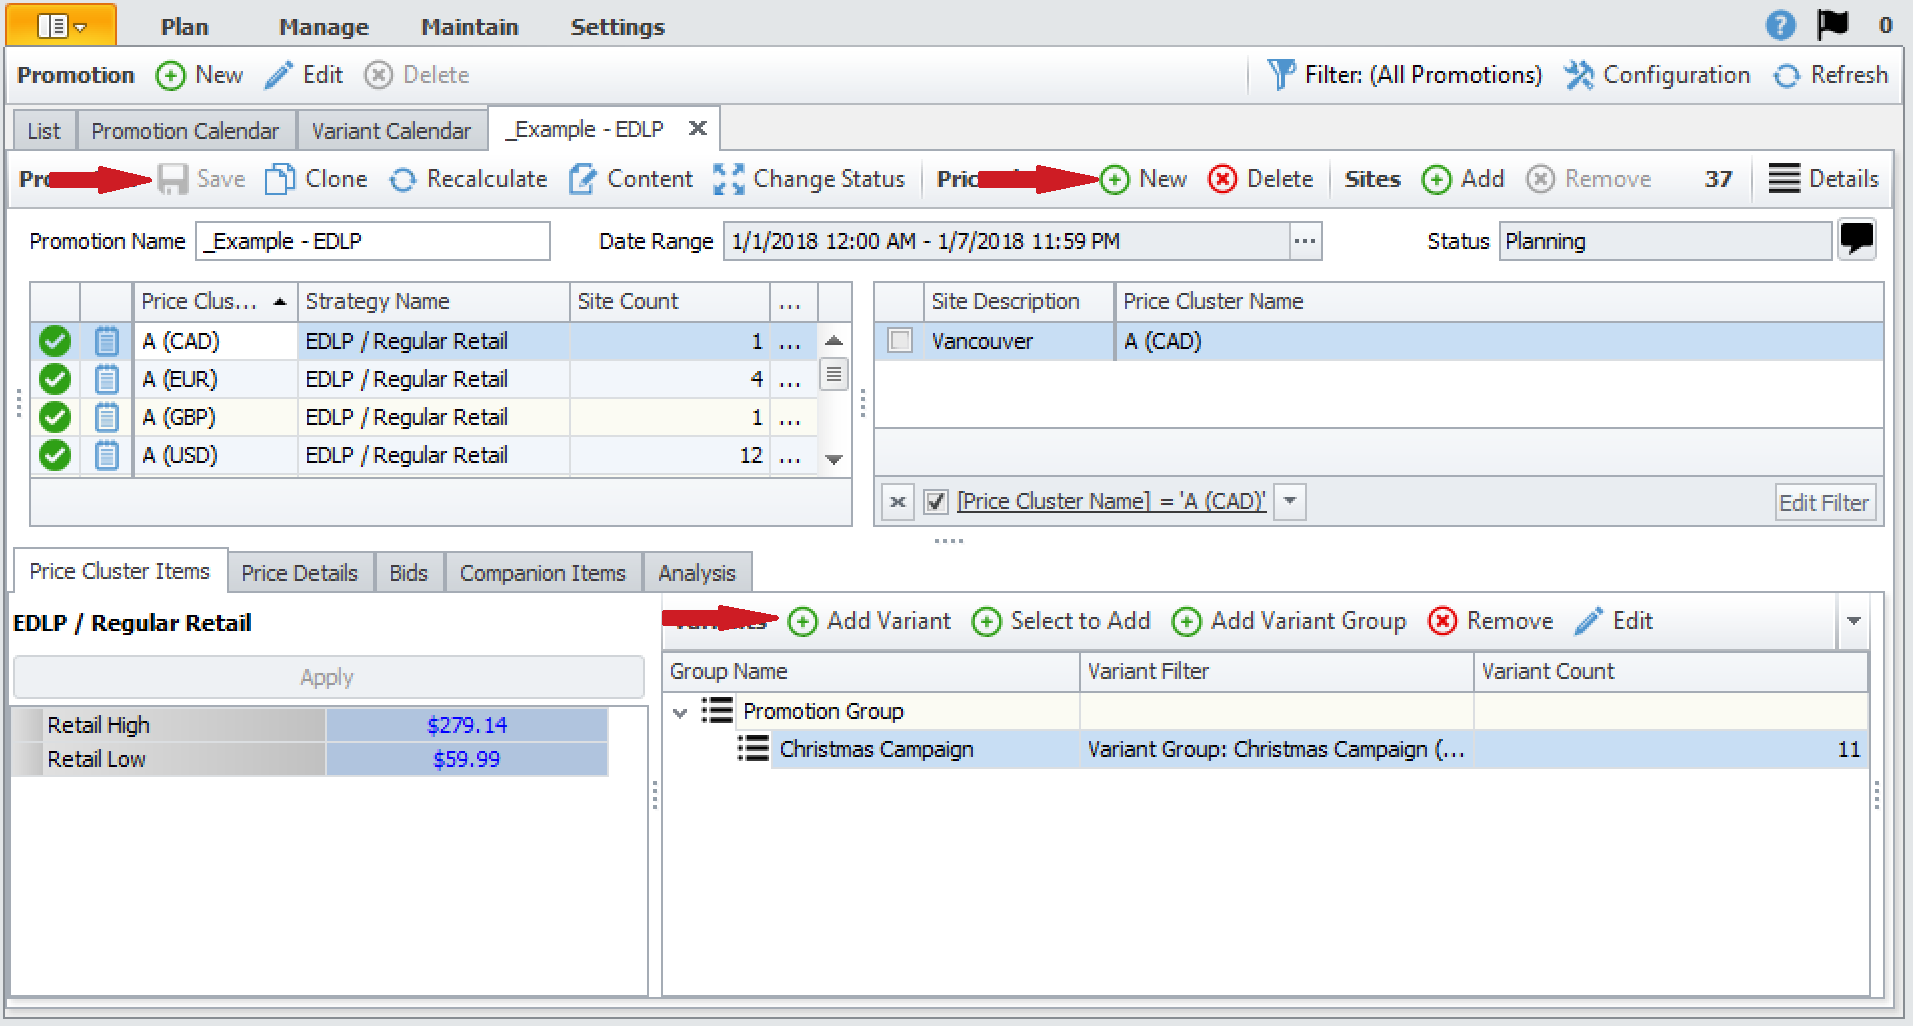 Plan Manage Maintain Settings ? 0
Promotion New Edit Delete Filter: (All Promotions) Configuration Refresh
List Promotion Calendar Variant Calendar _Example - EDLP
Save Clone Recalculate Content Change Status New Delete Sites Add Remove 37 Details
Promotion Name _Example - EDLP Date Range 1/1/2018 12:00 AM - 1/7/2018 11:59 PM ... Status Planning
Price Clus... Strategy Name Site Count ... Site Description Price Cluster Name
A (CAD) EDLP / Regular Retail 1 ... Vancouver A (CAD)
A (EUR) EDLP / Regular Retail 4 ...
A (GBP) EDLP / Regular Retail 1 ...
A (USD) EDLP / Regular Retail 12 ...
[Price Cluster Name] = 'A (CAD)' Edit Filter
Price Cluster Items Price Details Bids Companion Items Analysis
EDLP / Regular Retail Add Variant Select to Add Add Variant Group Remove Edit
Apply Group Name Variant Filter Variant Count
Retail High $279.14 Promotion Group
Retail Low $59.99 Christmas Campaign Variant Group: Christmas Campaign (... 11